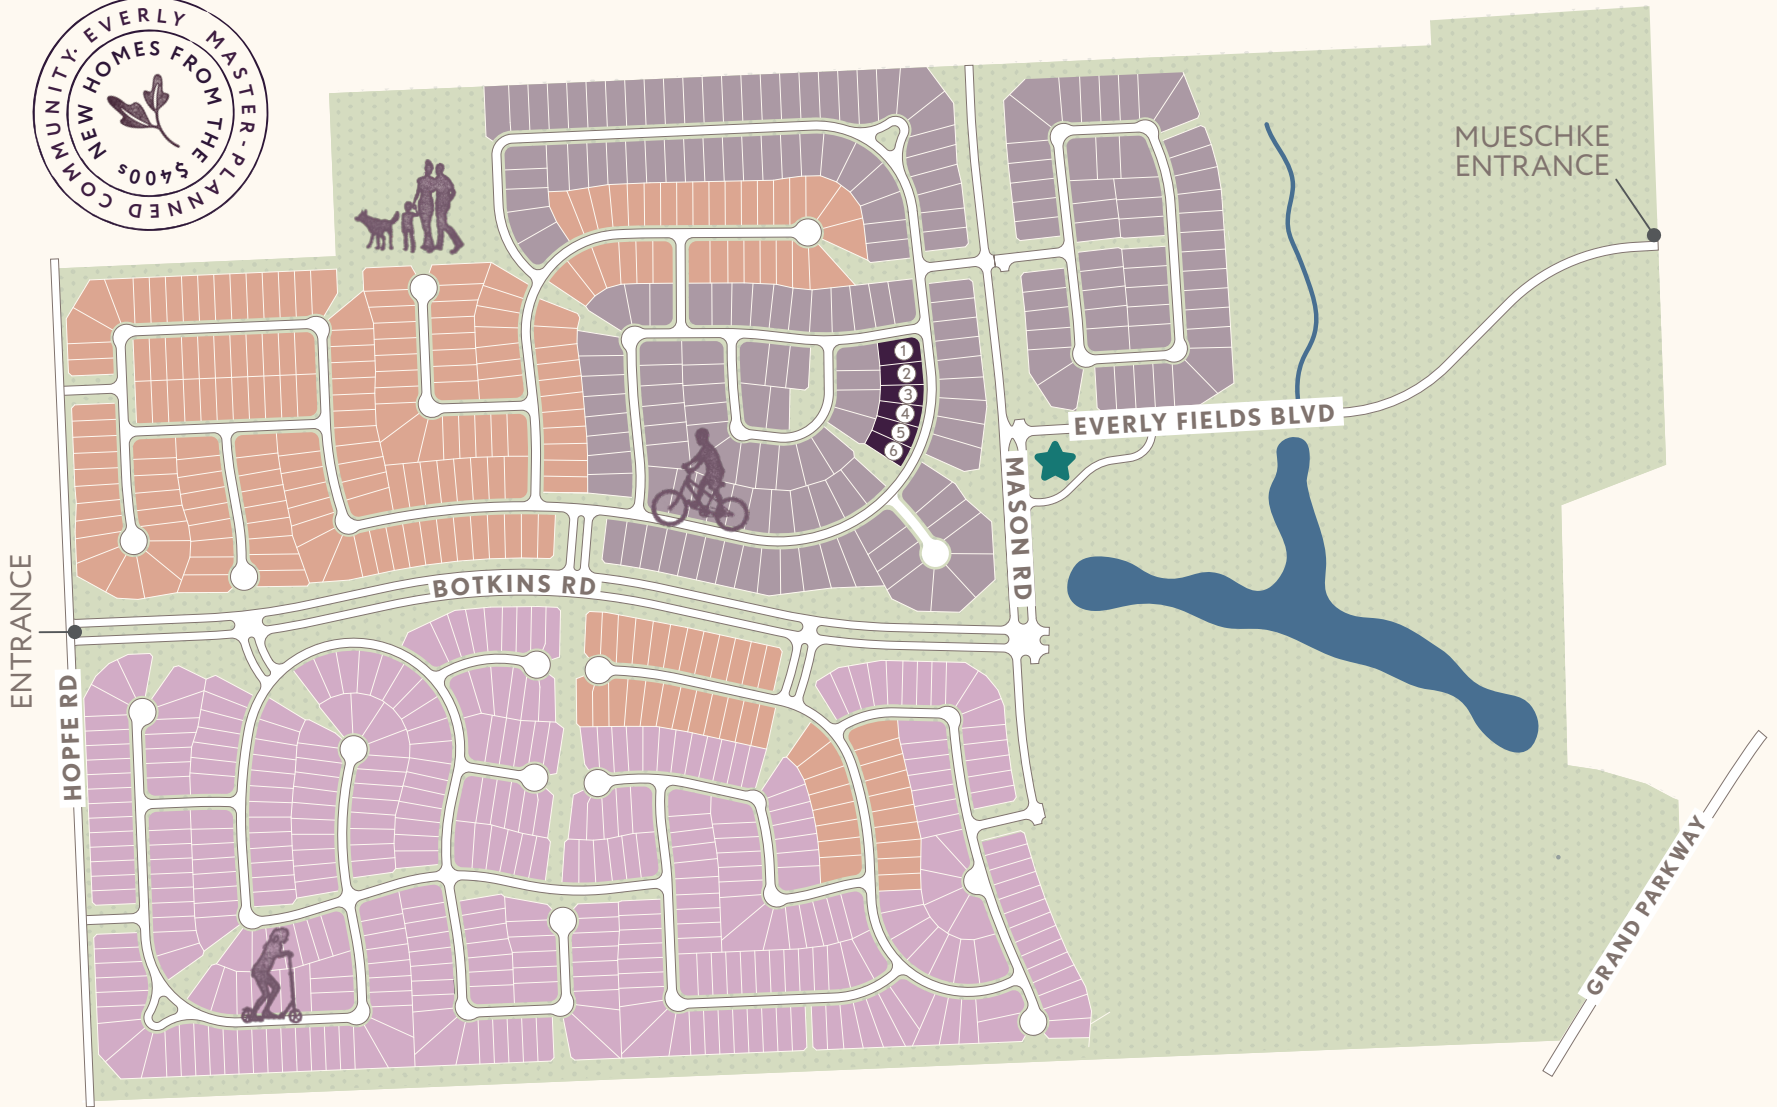 EVERLY MASTER-PLANNED COMMUNITY·
NEW HOMES FROM THE $400s
MUESCHKE
ENTRANCE
1
2
3
4
5
6
EVERLY FIELDS BLVD
MASON RD
BOTKINS RD
ENTRANCE
HOPFE RD
GRAND PARKWAY